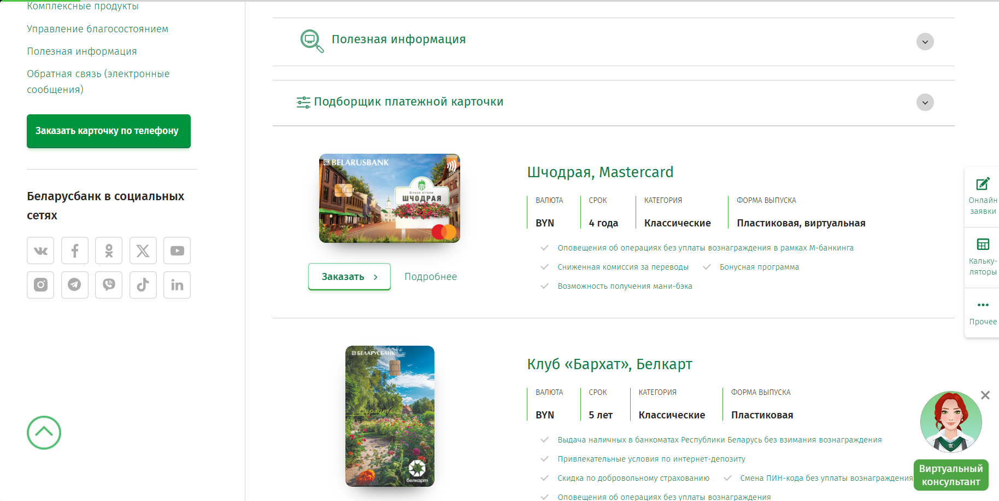 Комплексные продукты
Управление благосостоянием
Полезная информация
Обратная связь (электронные
сообщения)
Заказать карточку по телефону
Беларусбанк в социальных
сетях
Полезная информация
Подборщик платежной карточки
BELARUSBANK
Шчыра вітаем
ШЧОДРАЯ
Заказать
Подробнее
Шчодрая, Mastercard
ВАЛЮТА
BYN
СРОК
4 года
КАТЕГОРИЯ
Классические
ФОРМА ВЫПУСКА
Пластиковая, виртуальная
Оповещения об операциях без уплаты вознаграждения в рамках М-банкинга
Сниженная комиссия за переводы
Бонусная программа
Возможность получения мани-бэка
БЕЛАРУСБАНК
Бархат
белкарт
Клуб «Бархат», Белкарт
ВАЛЮТА
BYN
СРОК
5 лет
КАТЕГОРИЯ
Классические
ФОРМА ВЫПУСКА
Пластиковая
Выдача наличных в банкоматах Республики Беларусь без взимания вознаграждения
Привлекательные условия по интернет-депозиту
Скидка по добровольному страхованию
Смена ПИН-кода без уплаты вознаграждения
Оповещения об операциях без уплаты вознаграждения
Онлайн
заявки
Кальку-
ляторы
Прочее
Виртуальный
консультант